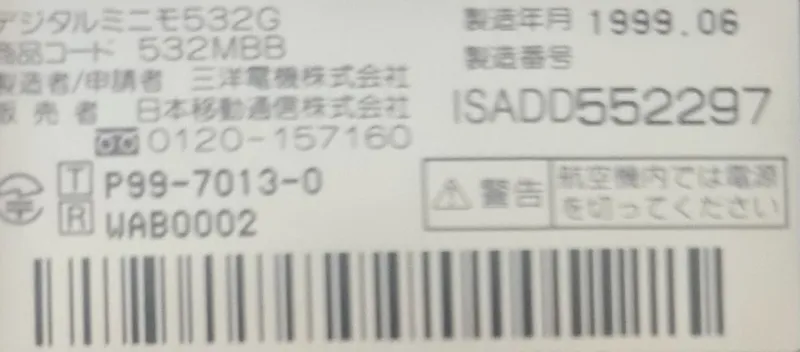 デジタルミニモ532G
商品コード 532MBB
製造者/申請者 三洋電機株式会社
販売者 日本移動通信株式会社
0120-157160
T P99-7013-0
R WAB0002
製造年月 1999.06
製造番号
ISADD552297
警告 航空機内では電源
を切ってください